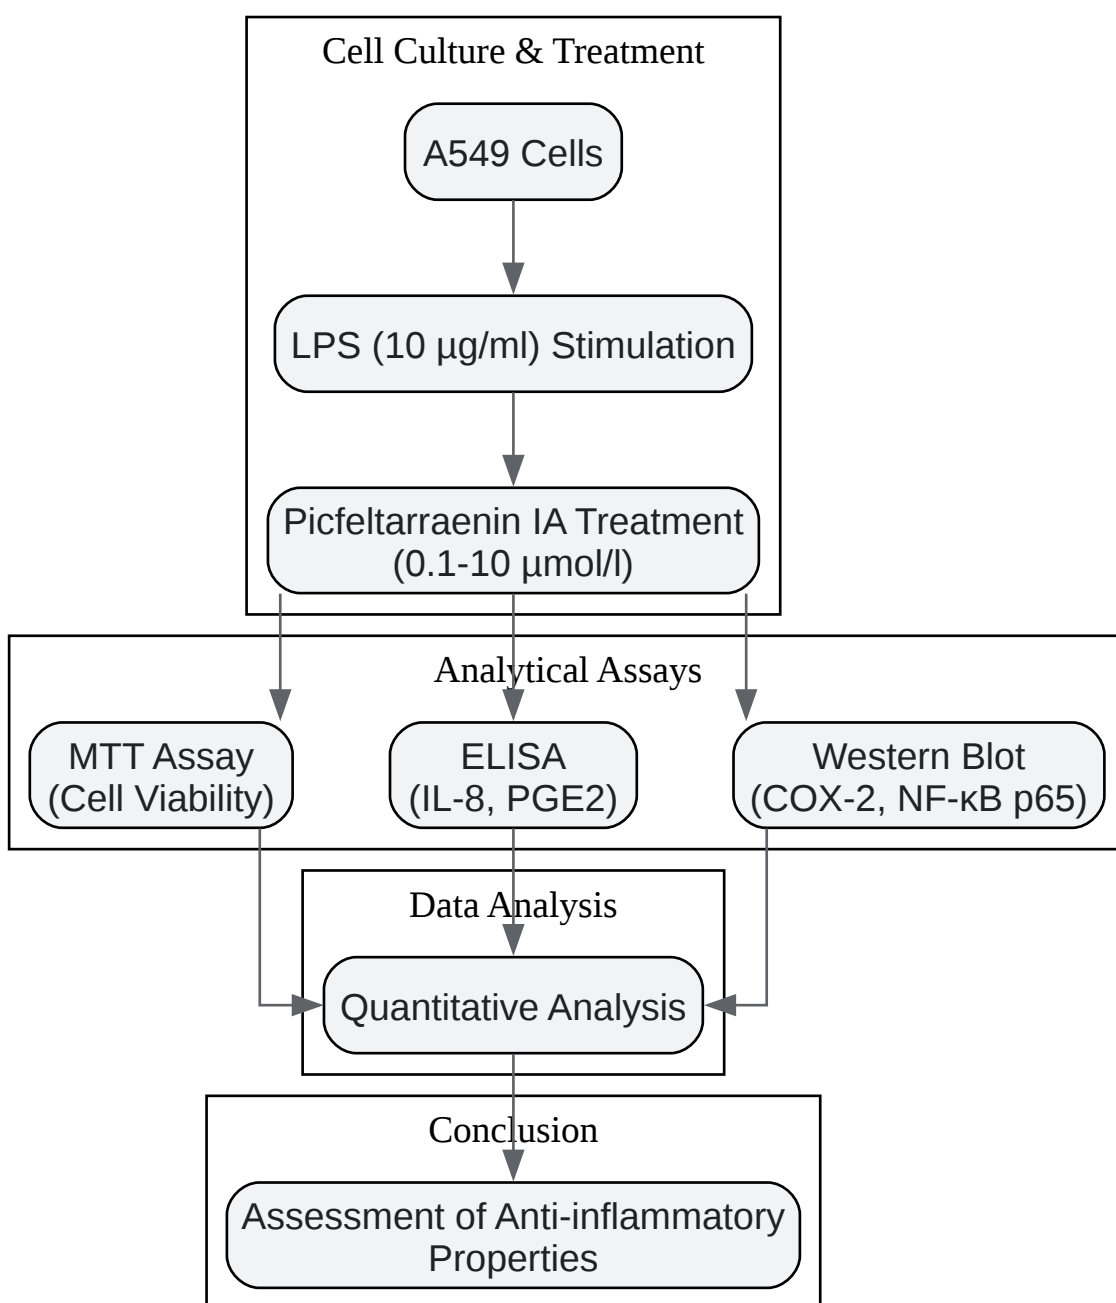 Cell Culture & Treatment
A549 Cells
LPS (10 µg/ml) Stimulation
Picfeltarraenin IA Treatment
(0.1-10 µmol/l)
Analytical Assays
MTT Assay
(Cell Viability)
ELISA
(IL-8, PGE2)
Western Blot
(COX-2, NF-κB p65)
Data Analysis
Quantitative Analysis
Conclusion
Assessment of Anti-inflammatory
Properties